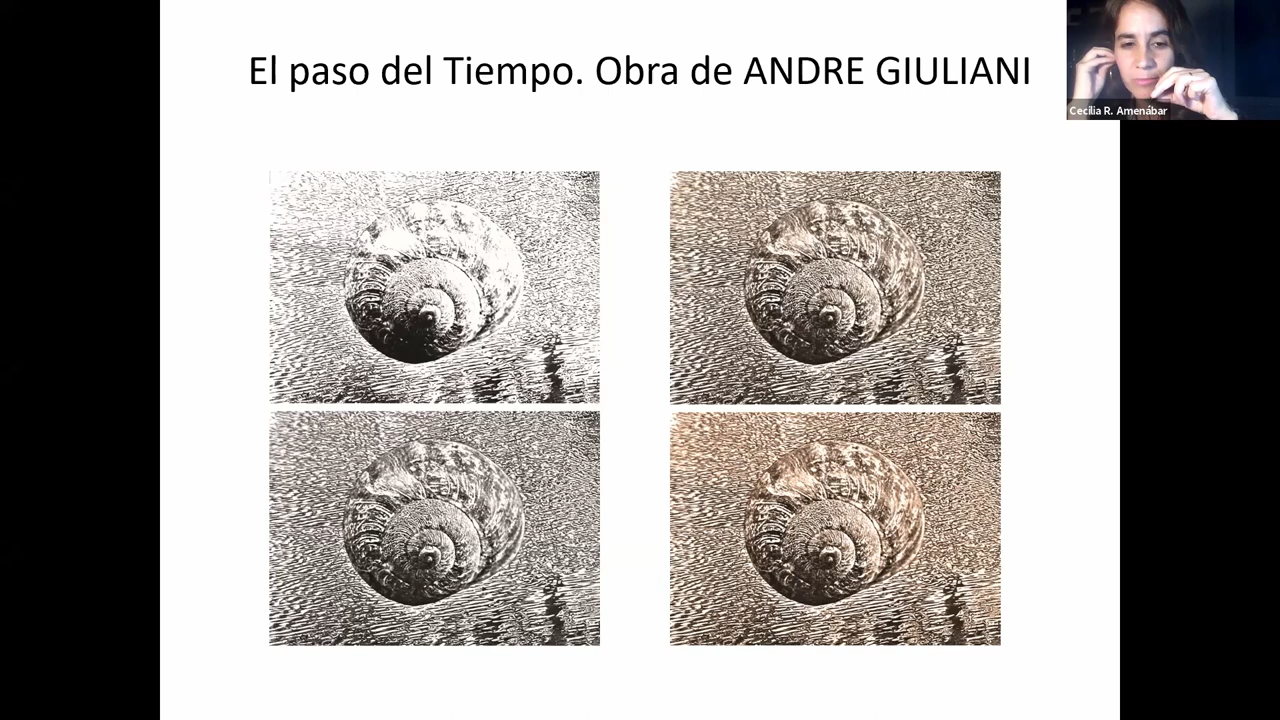 El paso del Tiempo. Obra de ANDRE GIULIANI
Cecilia R. Amenábar